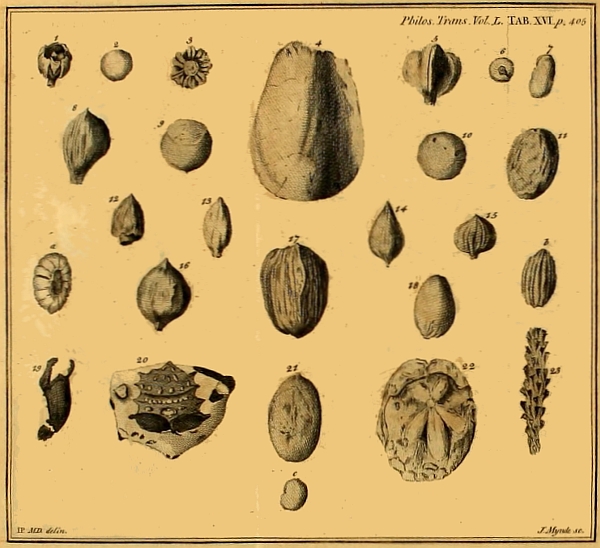 Philos. Trans. Vol. L. TAB. XVI. p. 405
1 2 3 4 5 6 7
8 9 10 11
12 13 14 15
a 16 17 18 b
19 20 21 22 23
c
IP. M.D. delin.
J. Mynde sc.